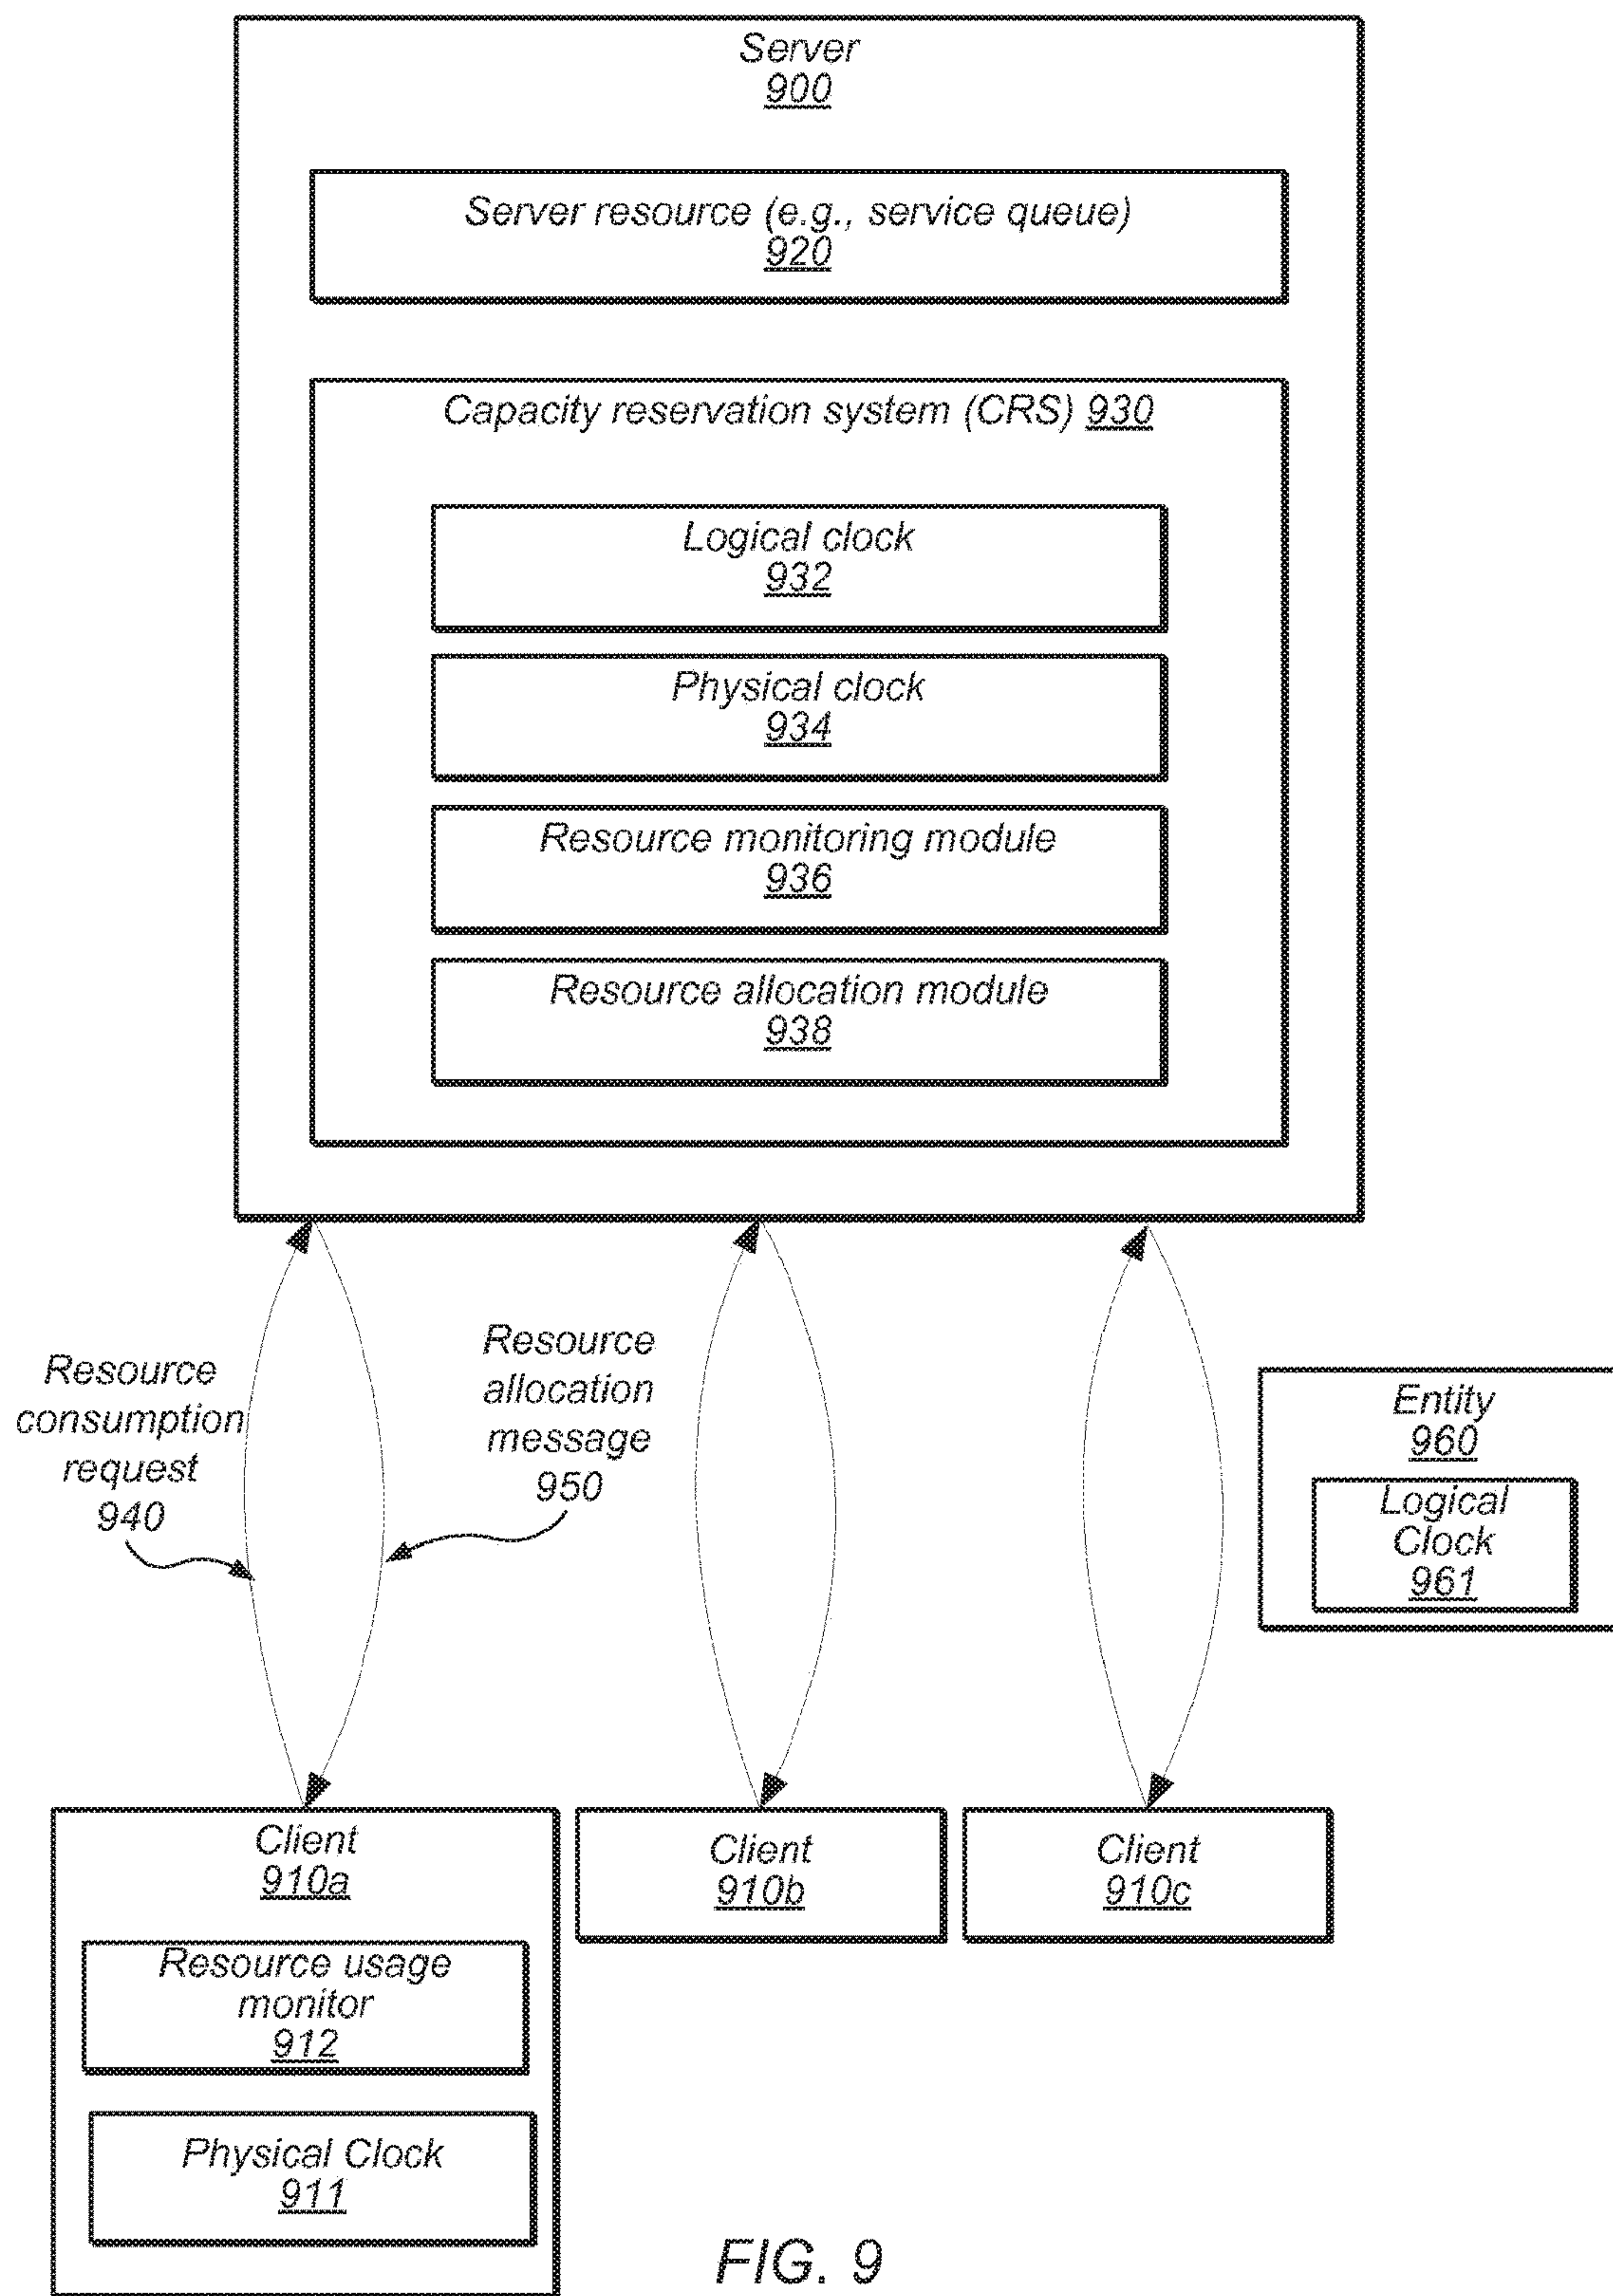 Server
900
Server resource (e.g., service queue)
920
Capacity reservation system (CRS) 930
Logical clock
932
Physical clock
934
Resource monitoring module
936
Resource allocation module
938
Resource
consumption
request
940
Resource
allocation
message
950
Entity
960
Logical
Clock
961
Client
910a
Resource usage
monitor
912
Physical Clock
911
Client
910b
Client
910c
FIG. 9